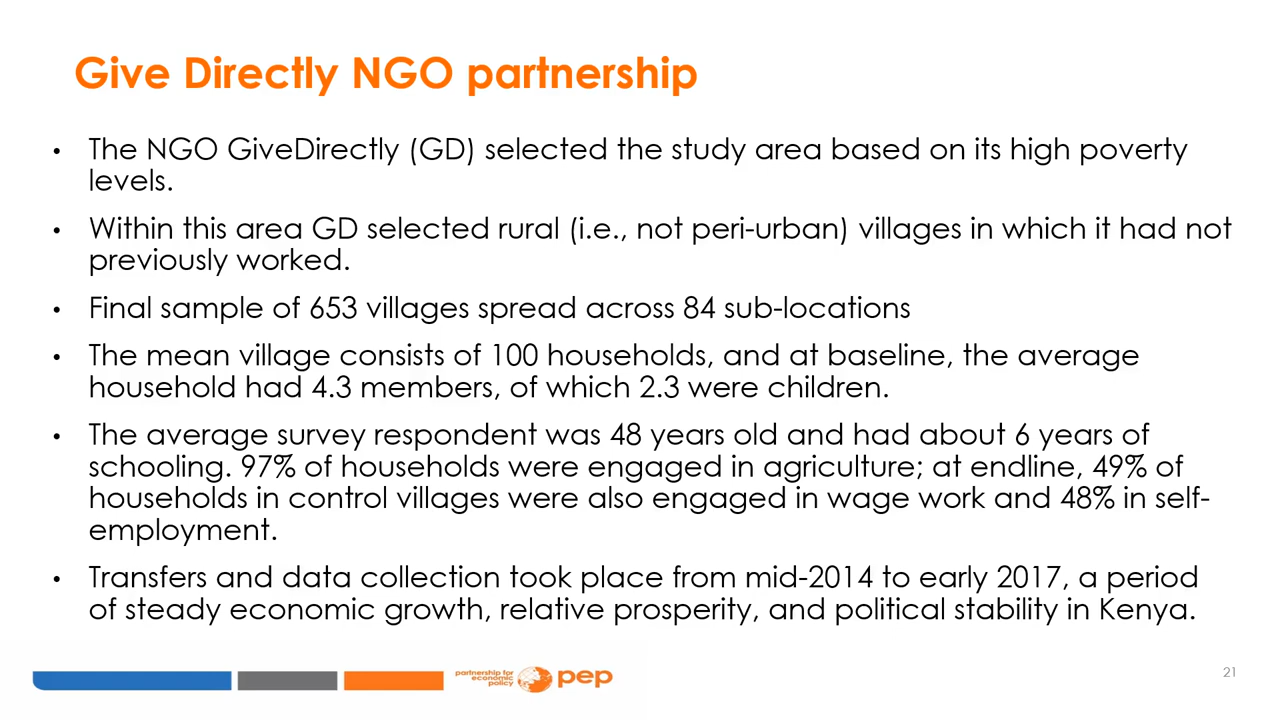 Give Directly NGO partnership
• The NGO GiveDirectly (GD) selected the study area based on its high poverty
levels.
• Within this area GD selected rural (i.e., not peri-urban) villages in which it had not
previously worked.
• Final sample of 653 villages spread across 84 sub-locations
• The mean village consists of 100 households, and at baseline, the average
household had 4.3 members, of which 2.3 were children.
• The average survey respondent was 48 years old and had about 6 years of
schooling. 97% of households were engaged in agriculture; at endline, 49% of
households in control villages were also engaged in wage work and 48% in self-
employment.
• Transfers and data collection took place from mid-2014 to early 2017, a period
of steady economic growth, relative prosperity, and political stability in Kenya.
partnership for
economic
policy
pep
21